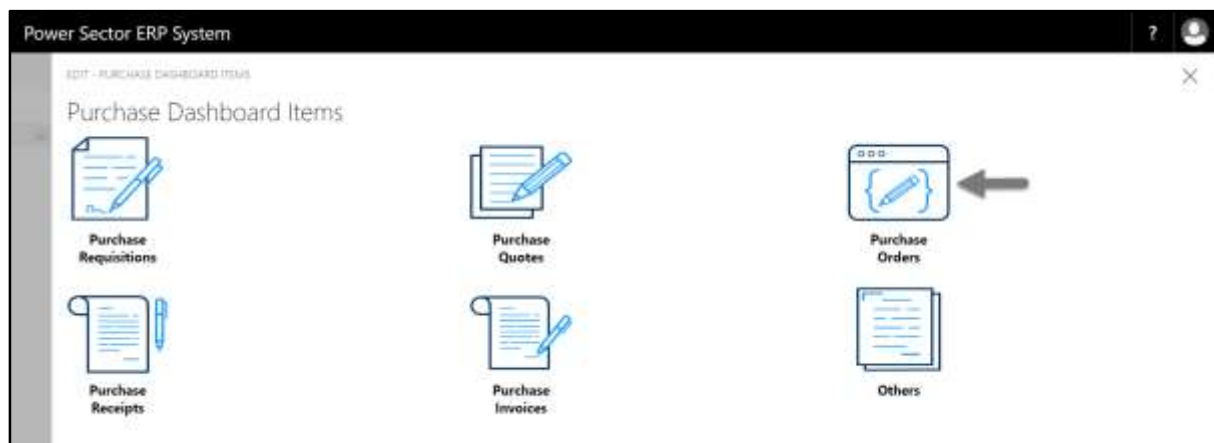 Power Sector ERP System
?
EDIT - PURCHASE DASHBOARD ITEMS
Purchase Dashboard Items
Purchase
Requisitions
Purchase
Quotes
Purchase
Orders
Purchase
Receipts
Purchase
Invoices
Others